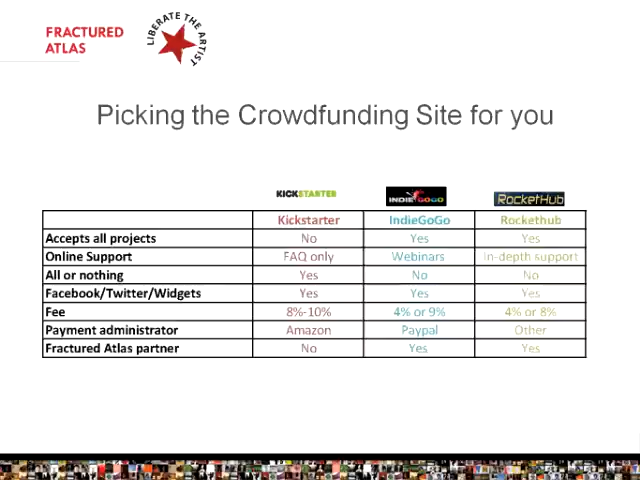 FRACTURED
ATLAS
LIBERATE THE ARTIST
Picking the Crowdfunding Site for you
KICKSTARTER INDIEGOGO ROCKETHUB
Kickstarter IndieGoGo Rockethub
Accepts all projects No Yes Yes
Online Support FAQ only Webinars In-depth support
All or nothing Yes No No
Facebook/Twitter/Widgets Yes Yes Yes
Fee 8%-10% 4% or 9% 4% or 8%
Payment administrator Amazon Paypal Other
Fractured Atlas partner No Yes Yes